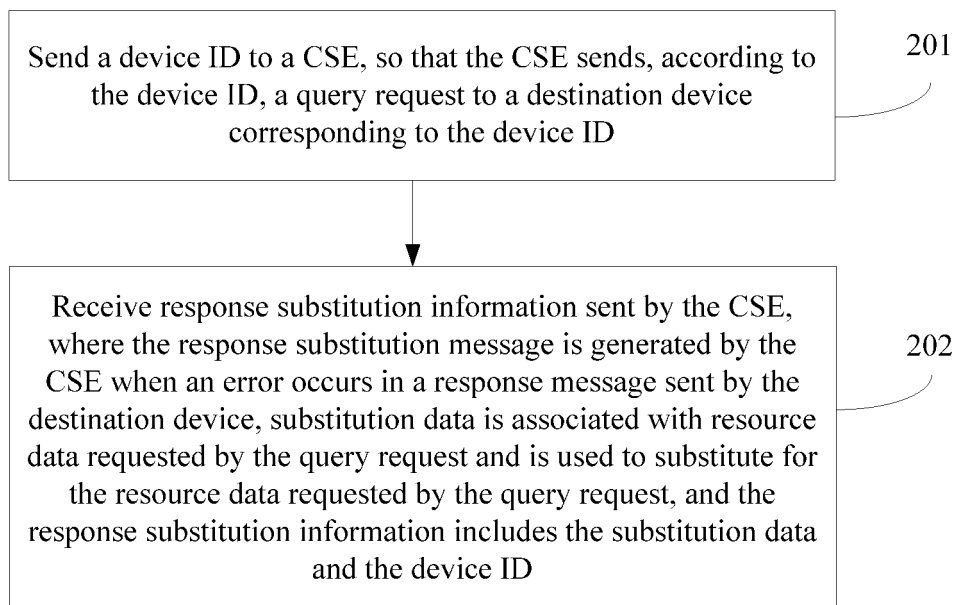 Send a device ID to a CSE, so that the CSE sends, according to
the device ID, a query request to a destination device
corresponding to the device ID
201
Receive response substitution information sent by the CSE,
where the response substitution message is generated by the
CSE when an error occurs in a response message sent by the
destination device, substitution data is associated with resource
data requested by the query request and is used to substitute for
the resource data requested by the query request, and the
response substitution information includes the substitution data
and the device ID
202